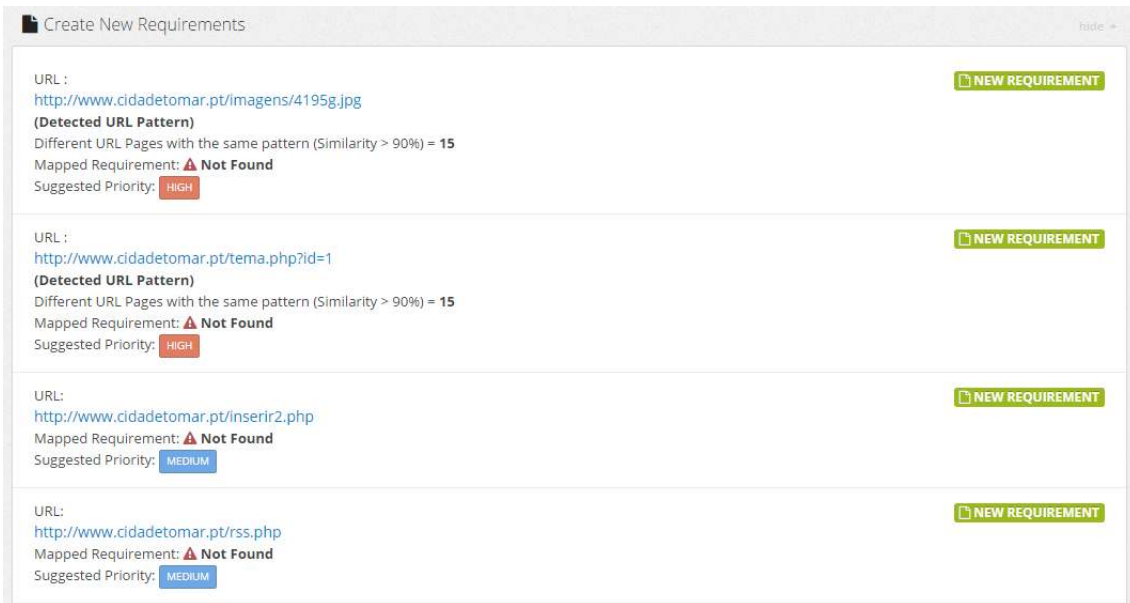 Create New Requirements
hide
URL :
NEW REQUIREMENT
http://www.cidadetomar.pt/imagens/4195g.jpg
(Detected URL Pattern)
Different URL Pages with the same pattern (Similarity > 90%) = 15
Mapped Requirement: Not Found
Suggested Priority: HIGH
URL :
NEW REQUIREMENT
http://www.cidadetomar.pt/tema.php?id=1
(Detected URL Pattern)
Different URL Pages with the same pattern (Similarity > 90%) = 15
Mapped Requirement: Not Found
Suggested Priority: HIGH
URL:
NEW REQUIREMENT
http://www.cidadetomar.pt/inserir2.php
Mapped Requirement: Not Found
Suggested Priority: MEDIUM
URL:
NEW REQUIREMENT
http://www.cidadetomar.pt/rss.php
Mapped Requirement: Not Found
Suggested Priority: MEDIUM